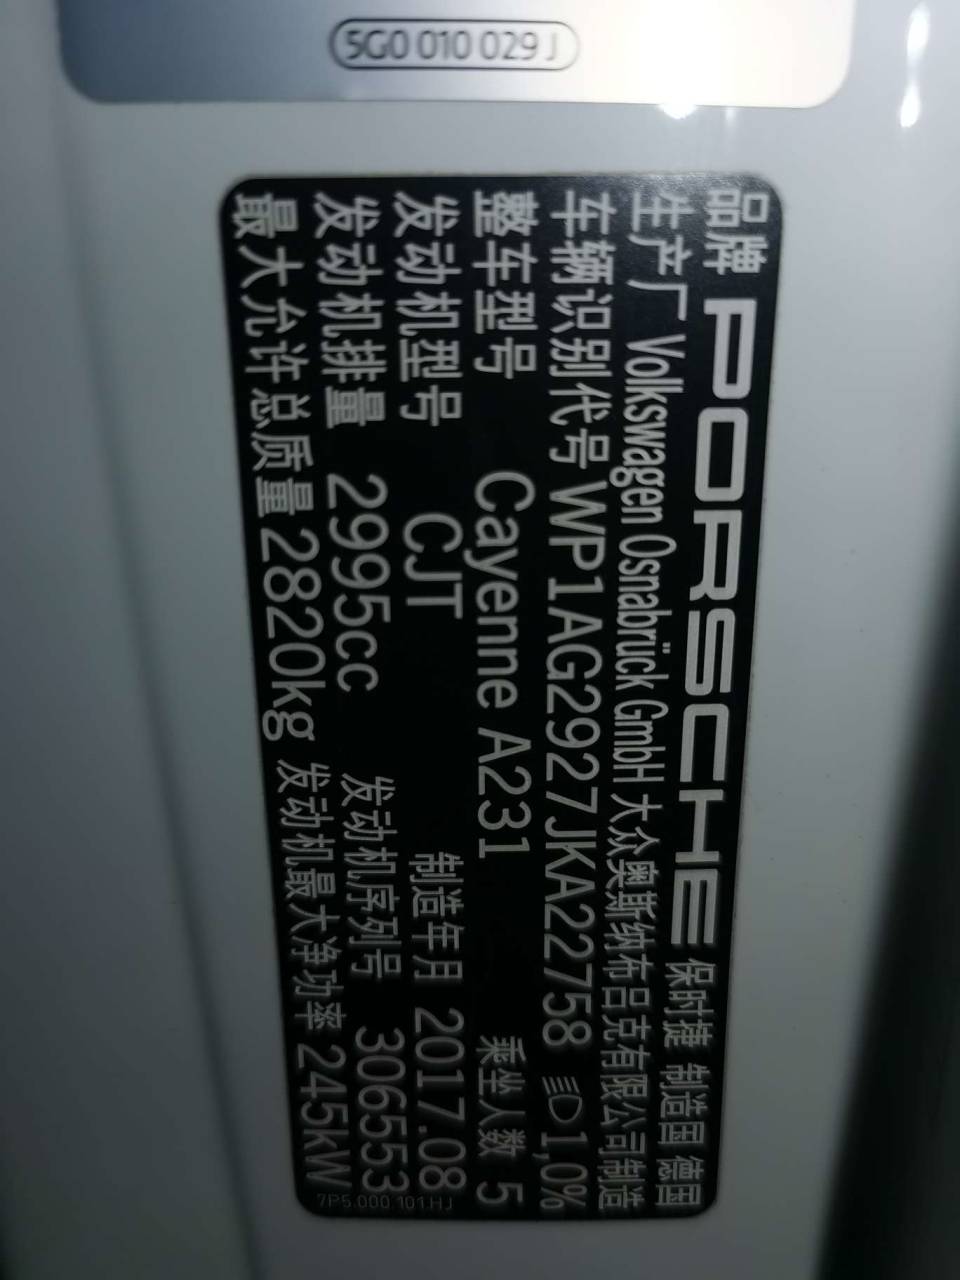 5G0 010 029 J
品牌 PORSCHE 保时捷 制造国 德国
生产厂 Volkswagen Osnabrück GmbH 大众奥斯纳布吕克有限公司制造
车辆识别代号 WP1AG2927JKA22758 1,0%
整车型号 Cayenne A231 乘坐人数 5
发动机型号 CJT 制造年月 2017.08
发动机排量 2995cc 发动机序列号 306553
最大允许总质量 2820kg 发动机最大净功率 245kW
7P5.000.101.HJ